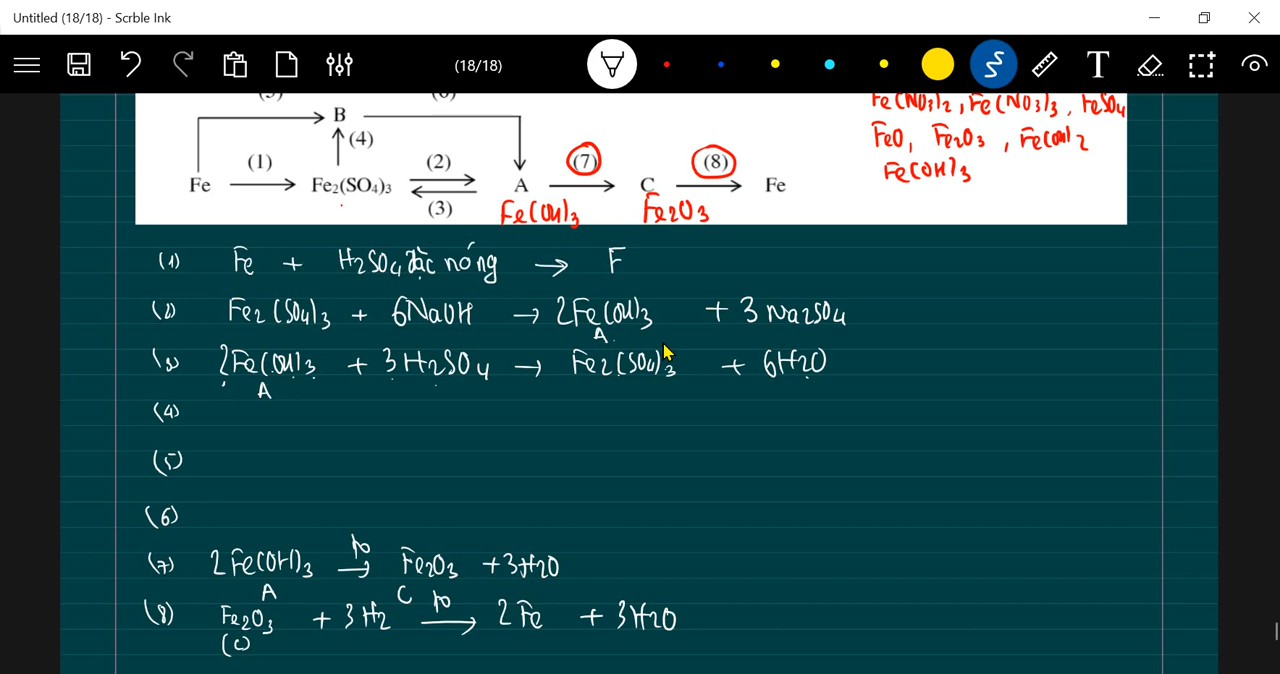 Untitled (18/18) - Scrble Ink
(18/18) T
(5) (6)
B
(4)
(1) (2) (7) (8)
Fe Fe2(SO4)3 A C Fe
(3)
Fe(OH)3 Fe2O3
Fe(NO3)2, Fe(NO3)3, FeSO4
FeO, Fe2O3, Fe(OH)2
Fe(OH)3
(1) Fe + H2SO4 đặc nóng → F
(2) Fe2(SO4)3 + 6NaOH → 2Fe(OH)3 + 3Na2SO4
A
(3) 2Fe(OH)3 + 3H2SO4 → Fe2(SO4)3 + 6H2O
A
(4)
(5)
(6)
(7) 2Fe(OH)3 →to Fe2O3 + 3H2O
A C
(8) Fe2O3 + 3H2 →to 2Fe + 3H2O
(C)